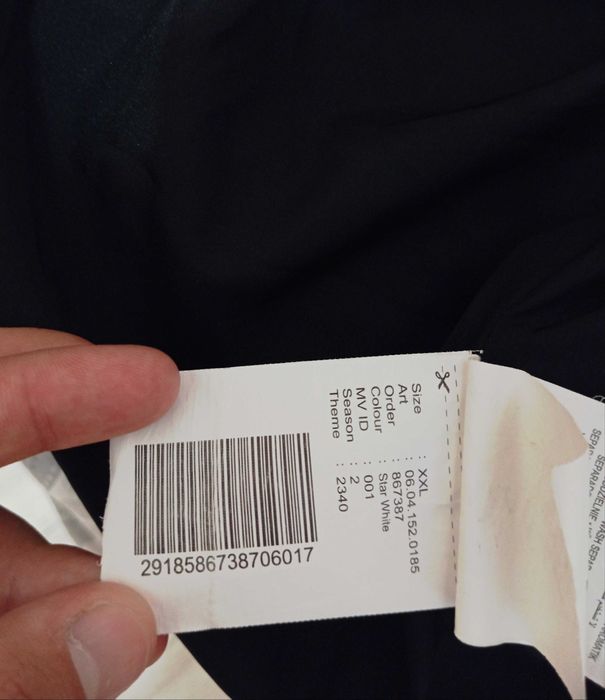 Size : XXL
Art : 06.04.152.0185
Order : 867387
Colour : Star White
MV ID : 001
Season : 2
Theme : 2340
2918586738706017